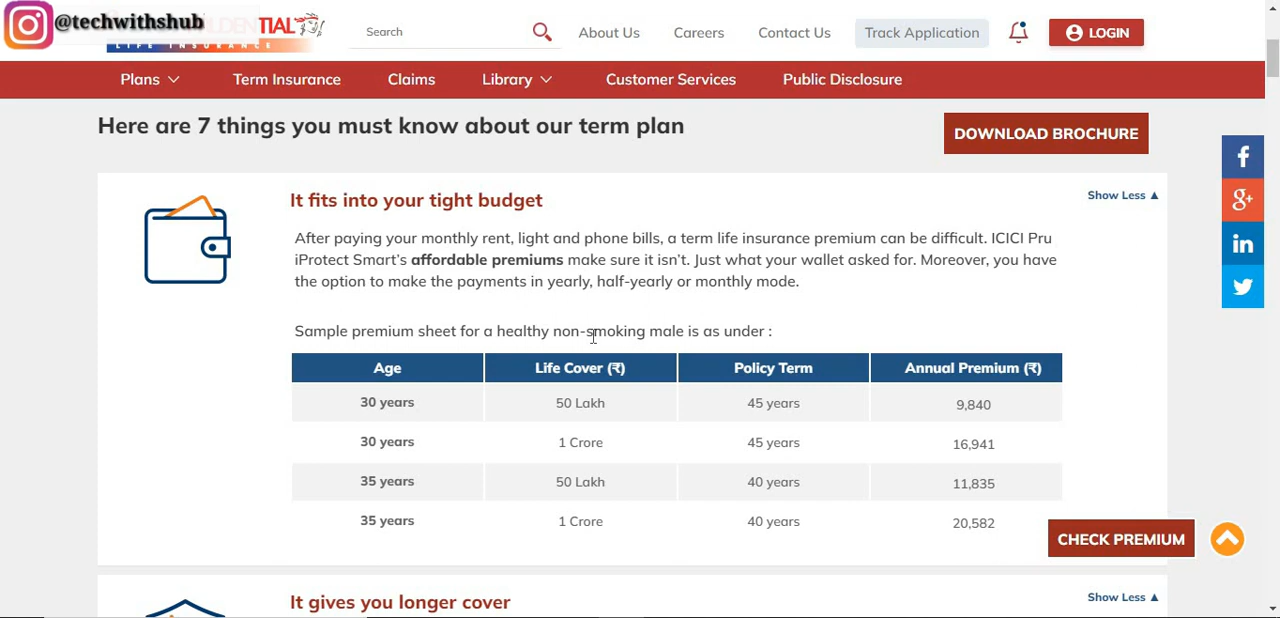 @techwithshub
LIFE INSURANCE
Search
About Us
Careers
Contact Us
Track Application
LOGIN
Plans
Term Insurance
Claims
Library
Customer Services
Public Disclosure
Here are 7 things you must know about our term plan
DOWNLOAD BROCHURE
It fits into your tight budget
Show Less ▲
After paying your monthly rent, light and phone bills, a term life insurance premium can be difficult. ICICI Pru
iProtect Smart’s affordable premiums make sure it isn’t. Just what your wallet asked for. Moreover, you have
the option to make the payments in yearly, half-yearly or monthly mode.
Sample premium sheet for a healthy non-smoking male is as under :
Age Life Cover (₹) Policy Term Annual Premium (₹)
30 years 50 Lakh 45 years 9,840
30 years 1 Crore 45 years 16,941
35 years 50 Lakh 40 years 11,835
35 years 1 Crore 40 years 20,582
CHECK PREMIUM
It gives you longer cover
Show Less ▲